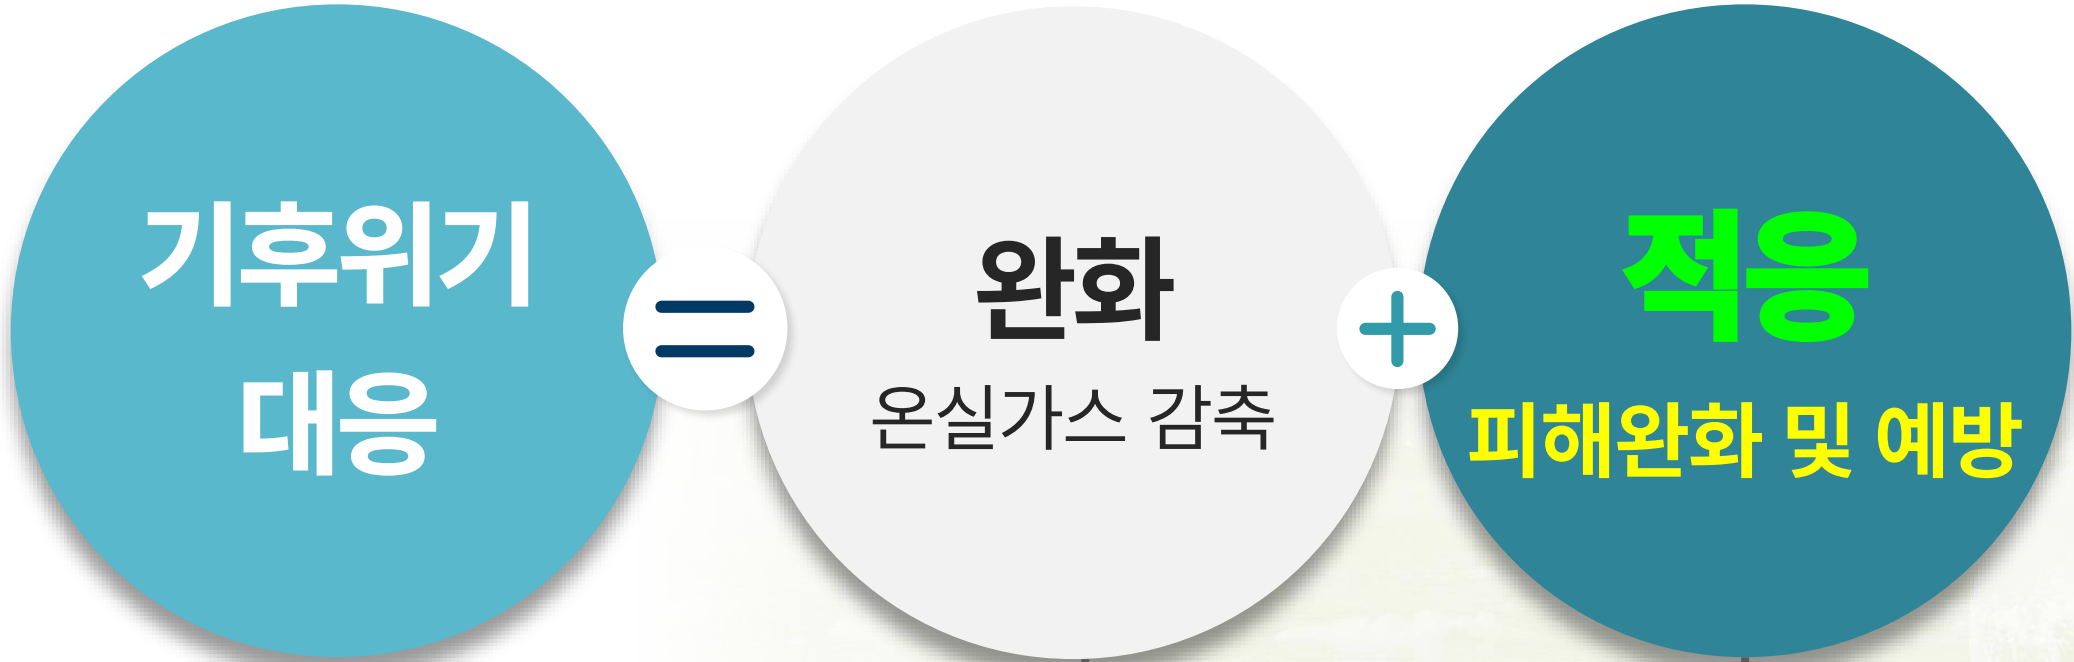 기후위기
대응
=
완화
온실가스 감축
+
적응
피해완화 및 예방